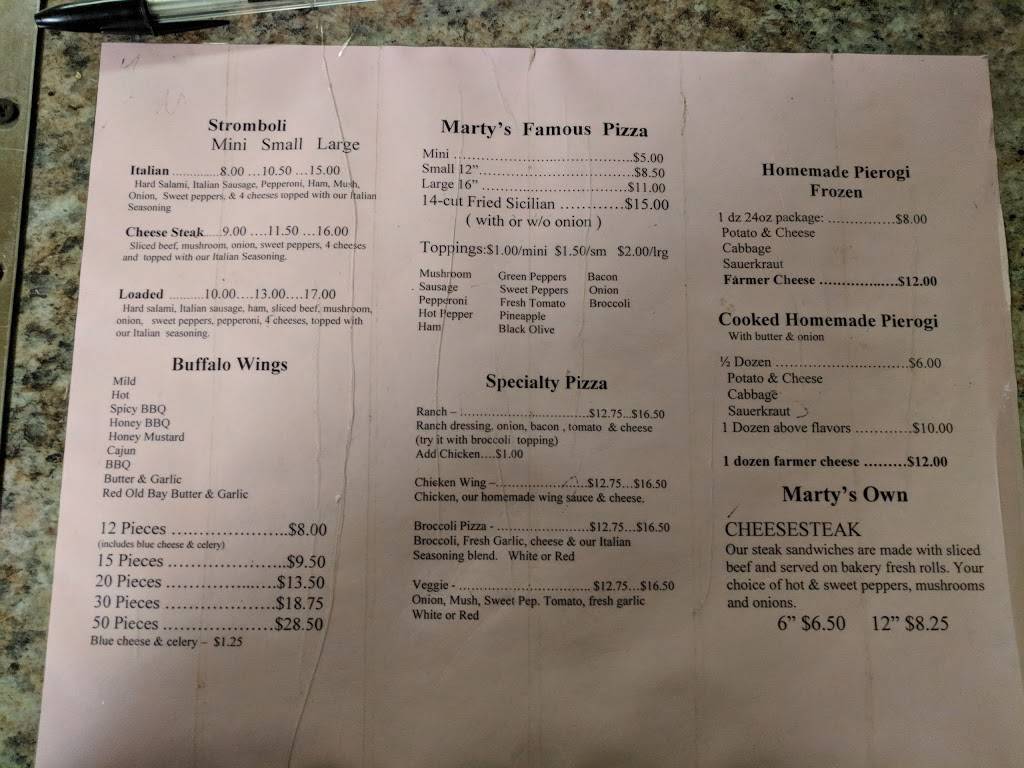 Stromboli
Mini Small Large
Italian ..............8.00 ...10.50 ...15.00
Hard Salami, Italian Sausage, Pepperoni, Ham, Mush,
Onion, Sweet peppers, & 4 cheeses topped with our Italian
Seasoning
Cheese Steak.....9.00 ....11.50 ...16.00
Sliced beef, mushroom, onion, sweet peppers, 4 cheeses
and topped with our Italian Seasoning.
Loaded ..........10.00....13.00....17.00
Hard salami, Italian sausage, ham, sliced beef, mushroom,
onion, sweet peppers, pepperoni, 4 cheeses, topped with
our Italian seasoning.
Buffalo Wings
Mild
Hot
Spicy BBQ
Honey BBQ
Honey Mustard
Cajun
BBQ
Butter & Garlic
Red Old Bay Butter & Garlic
12 Pieces ......................$8.00
(includes blue cheese & celery)
15 Pieces .......................$9.50
20 Pieces ......................$13.50
30 Pieces ......................$18.75
50 Pieces ......................$28.50
Blue cheese & celery – $1.25
Marty's Famous Pizza
Mini ........................................$5.00
Small 12”...................................$8.50
Large 16” .................................$11.00
14-cut Fried Sicilian ............$15.00
( with or w/o onion )
Toppings:$1.00/mini $1.50/sm $2.00/lrg
Mushroom Green Peppers Bacon
Sausage Sweet Peppers Onion
Pepperoni Fresh Tomato Broccoli
Hot Pepper Pineapple
Ham Black Olive
Specialty Pizza
Ranch – ..............................$12.75...$16.50
Ranch dressing, onion, bacon , tomato & cheese
(try it with broccoli topping)
Add Chicken....$1.00
Chicken Wing –.....................$12.75...$16.50
Chicken, our homemade wing sauce & cheese.
Broccoli Pizza - .....................$12.75...$16.50
Broccoli, Fresh Garlic, cheese & our Italian
Seasoning blend. White or Red
Veggie - .............................. $12.75...$16.50
Onion, Mush, Sweet Pep. Tomato, fresh garlic
White or Red
Homemade Pierogi
Frozen
1 dz 24oz package: ...............$8.00
Potato & Cheese
Cabbage
Sauerkraut
Farmer Cheese .................$12.00
Cooked Homemade Pierogi
With butter & onion
½ Dozen .............................$6.00
Potato & Cheese
Cabbage
Sauerkraut
1 Dozen above flavors ............$10.00
1 dozen farmer cheese .........$12.00
Marty's Own
CHEESESTEAK
Our steak sandwiches are made with sliced
beef and served on bakery fresh rolls. Your
choice of hot & sweet peppers, mushrooms
and onions.
6” $6.50 12” $8.25